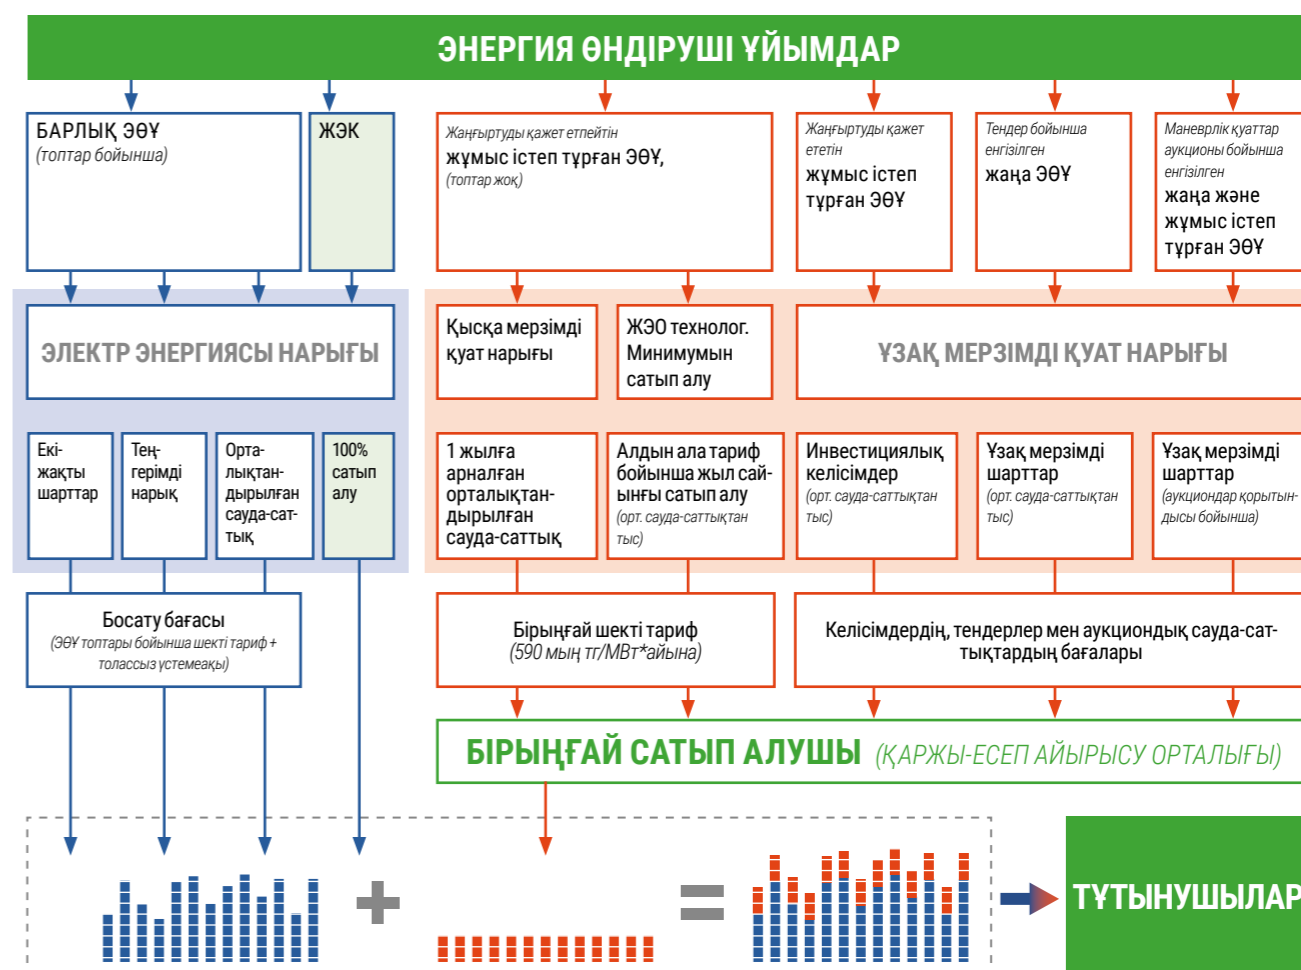 ЭНЕРГИЯ ӨНДІРУШІ ҰЙЫМДАР
БАРЛЫҚ ЭӨҰ
(топтар бойынша)
ЖЭК
Жаңғыртуды қажет етпейтін
жұмыс істеп тұрған ЭӨҰ,
(топтар жоқ)
Жаңғыртуды қажет
ететін
жұмыс істеп
тұрған ЭӨҰ
Тендер бойынша
енгізілген
жаңа ЭӨҰ
Маневрлік қуаттар
аукционы бойынша
енгізілген
жаңа және
жұмыс істеп
тұрған ЭӨҰ
ЭЛЕКТР ЭНЕРГИЯСЫ НАРЫҒЫ
Қысқа мерзімді
қуат нарығы
ЖЭО технолог.
Минимумын
сатып алу
ҰЗАҚ МЕРЗІМДІ ҚУАТ НАРЫҒЫ
Екі-
жақты
шарттар
Тең-
герімді
нарық
Орта-
лықтан-
дырылған
сауда-сат-
тық
100%
сатып
алу
1 жылға
арналған
орталықтан-
дырылған
сауда-саттық
Алдын ала тариф
бойынша жыл сай-
ынғы сатып алу
(орт. сауда-саттықтан
тыс)
Инвестициялық
келісімдер
(орт. сауда-саттықтан
тыс)
Ұзақ мерзімді
шарттар
(орт. сауда-саттықтан
тыс)
Ұзақ мерзімді
шарттар
(аукциондар қорытын-
дысы бойынша)
Босату бағасы
(ЭӨҰ топтары бойынша шекті тариф +
толассыз үстемеақы)
Бірыңғай шекті тариф
(590 мың тг/МВт*айына)
Келісімдердің, тендерлер мен аукциондық сауда-сат-
тықтардың бағалары
БІРЫҢҒАЙ САТЫП АЛУШЫ (ҚАРЖЫ-ЕСЕП АЙЫРЫСУ ОРТАЛЫҒЫ)
ТҰТЫНУШЫЛАР